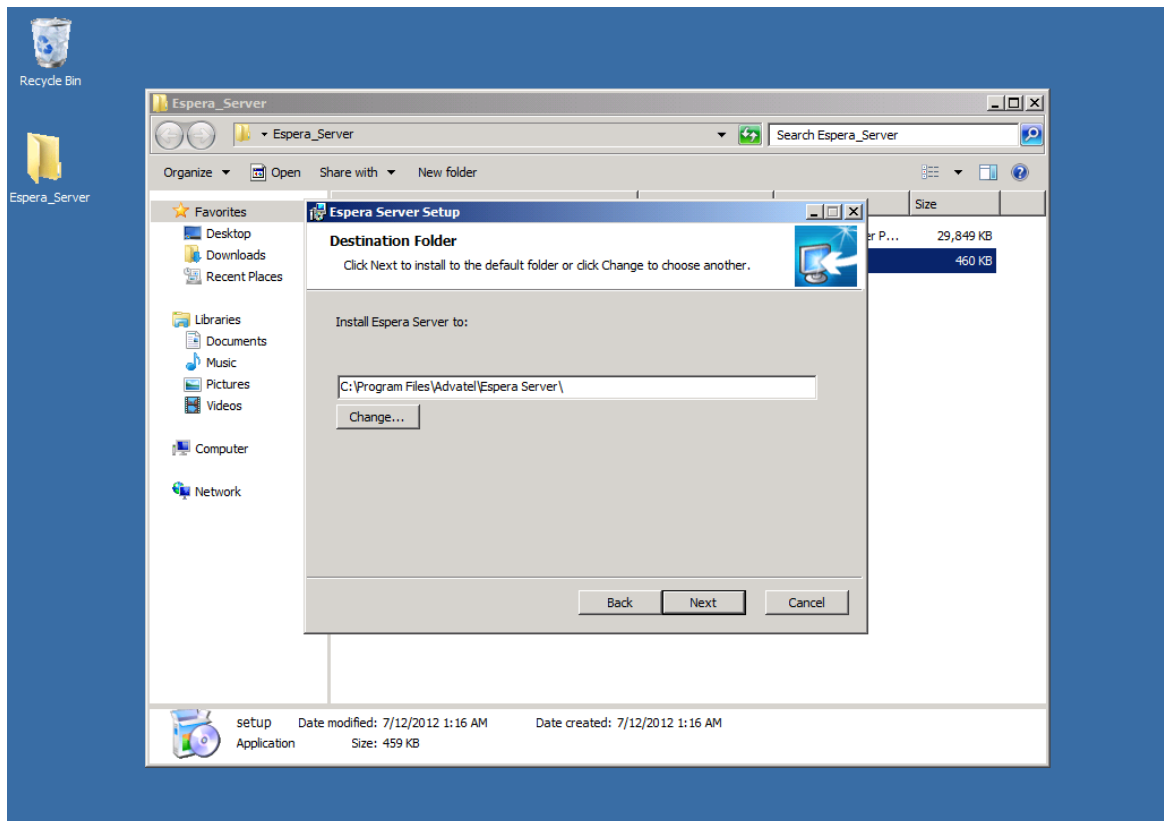 Recycle Bin
Espera_Server
Espera_Server
Espera_Server
Search Espera_Server
Organize Open Share with New folder
Size
Favorites
Desktop
Downloads
Recent Places
Libraries
Documents
Music
Pictures
Videos
Computer
Network
er P... 29,849 KB
460 KB
Espera Server Setup
Destination Folder
Click Next to install to the default folder or click Change to choose another.
Install Espera Server to:
C:\Program Files\Advatel\Espera Server\
Change...
Back Next Cancel
setup Date modified: 7/12/2012 1:16 AM Date created: 7/12/2012 1:16 AM
Application Size: 459 KB